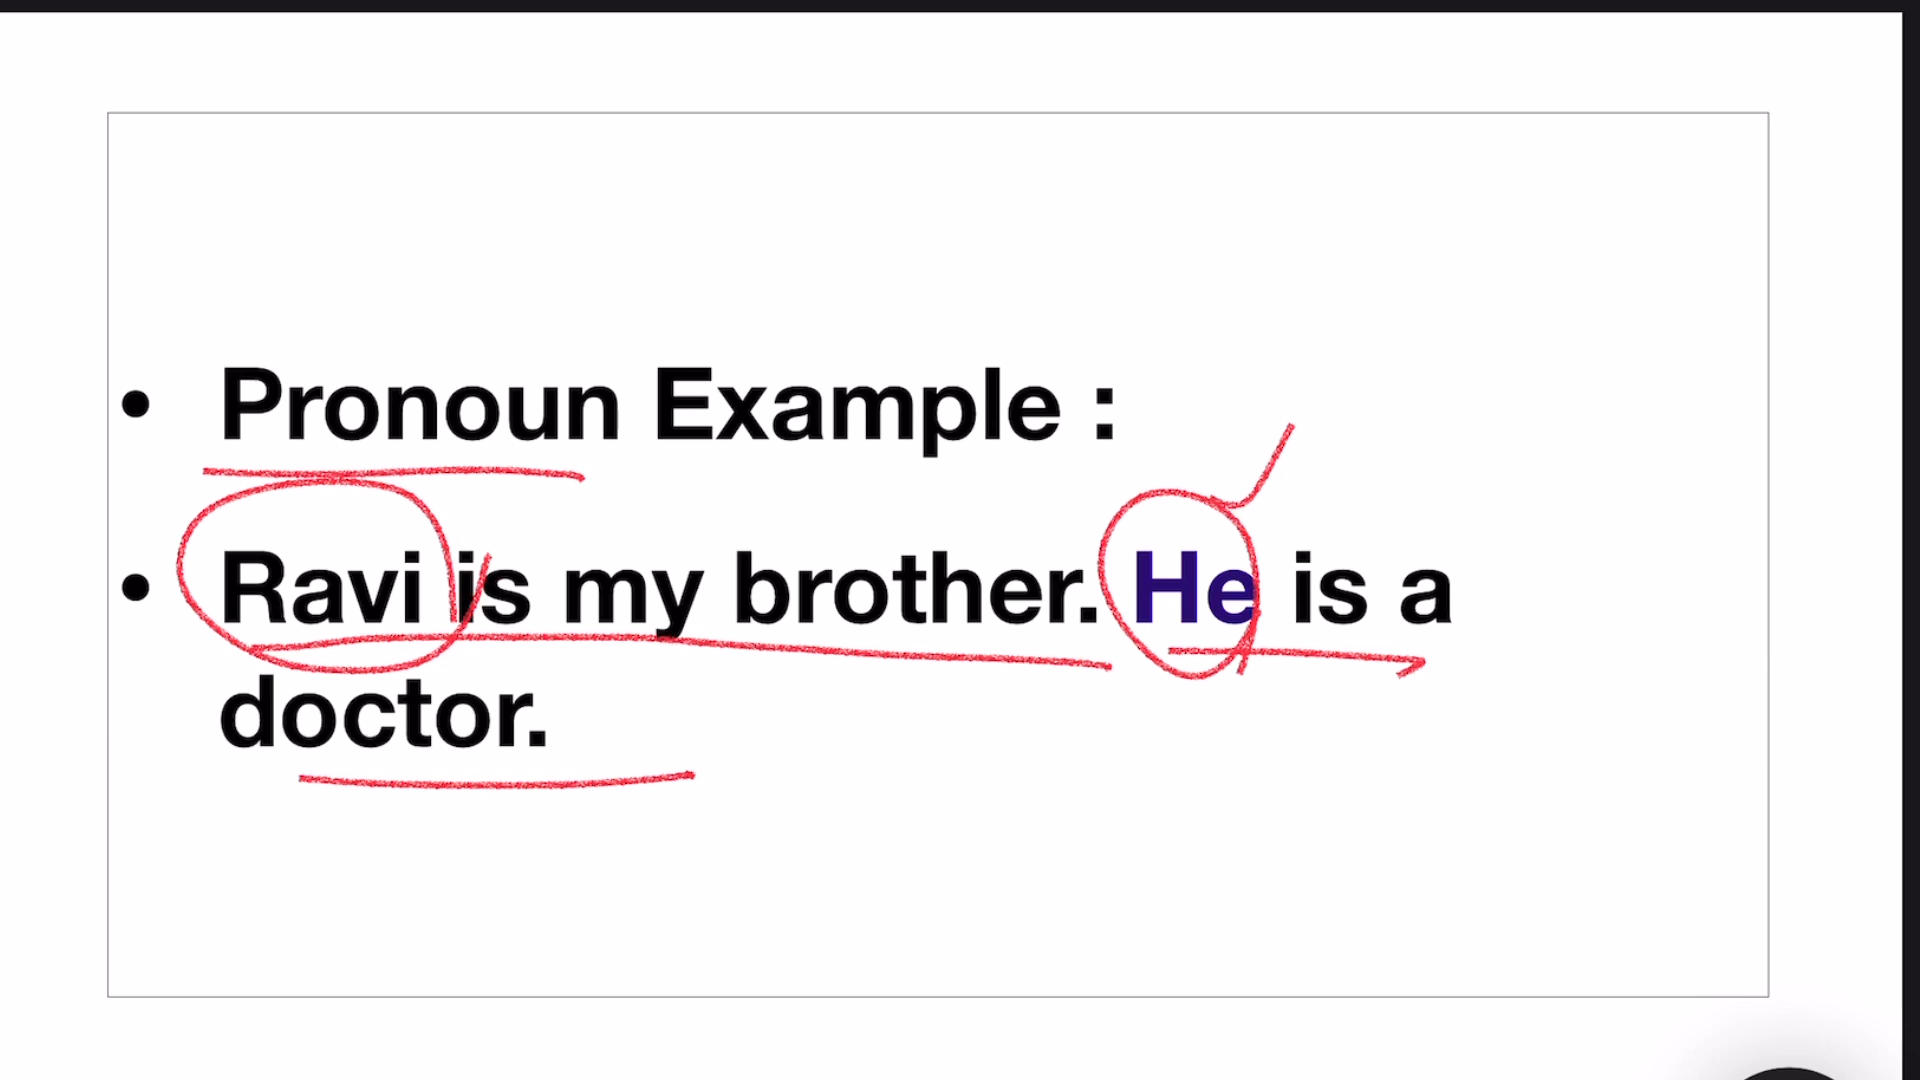 • Pronoun Example :
• Ravi is my brother. He is a
doctor.